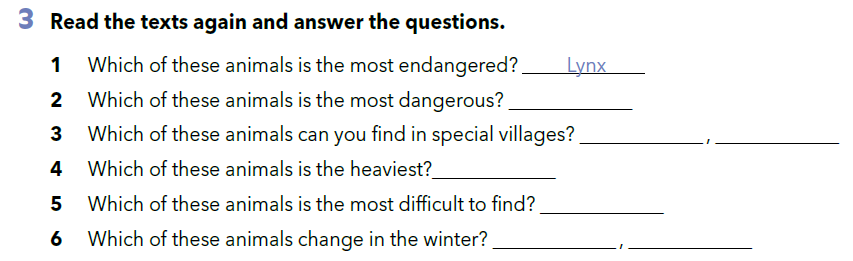 3 Read the texts again and answer the questions.
1 Which of these animals is the most endangered? Lynx
2 Which of these animals is the most dangerous? ____________
3 Which of these animals can you find in special villages? ____________, ____________
4 Which of these animals is the heaviest?____________
5 Which of these animals is the most difficult to find? ____________
6 Which of these animals change in the winter? ____________, ____________